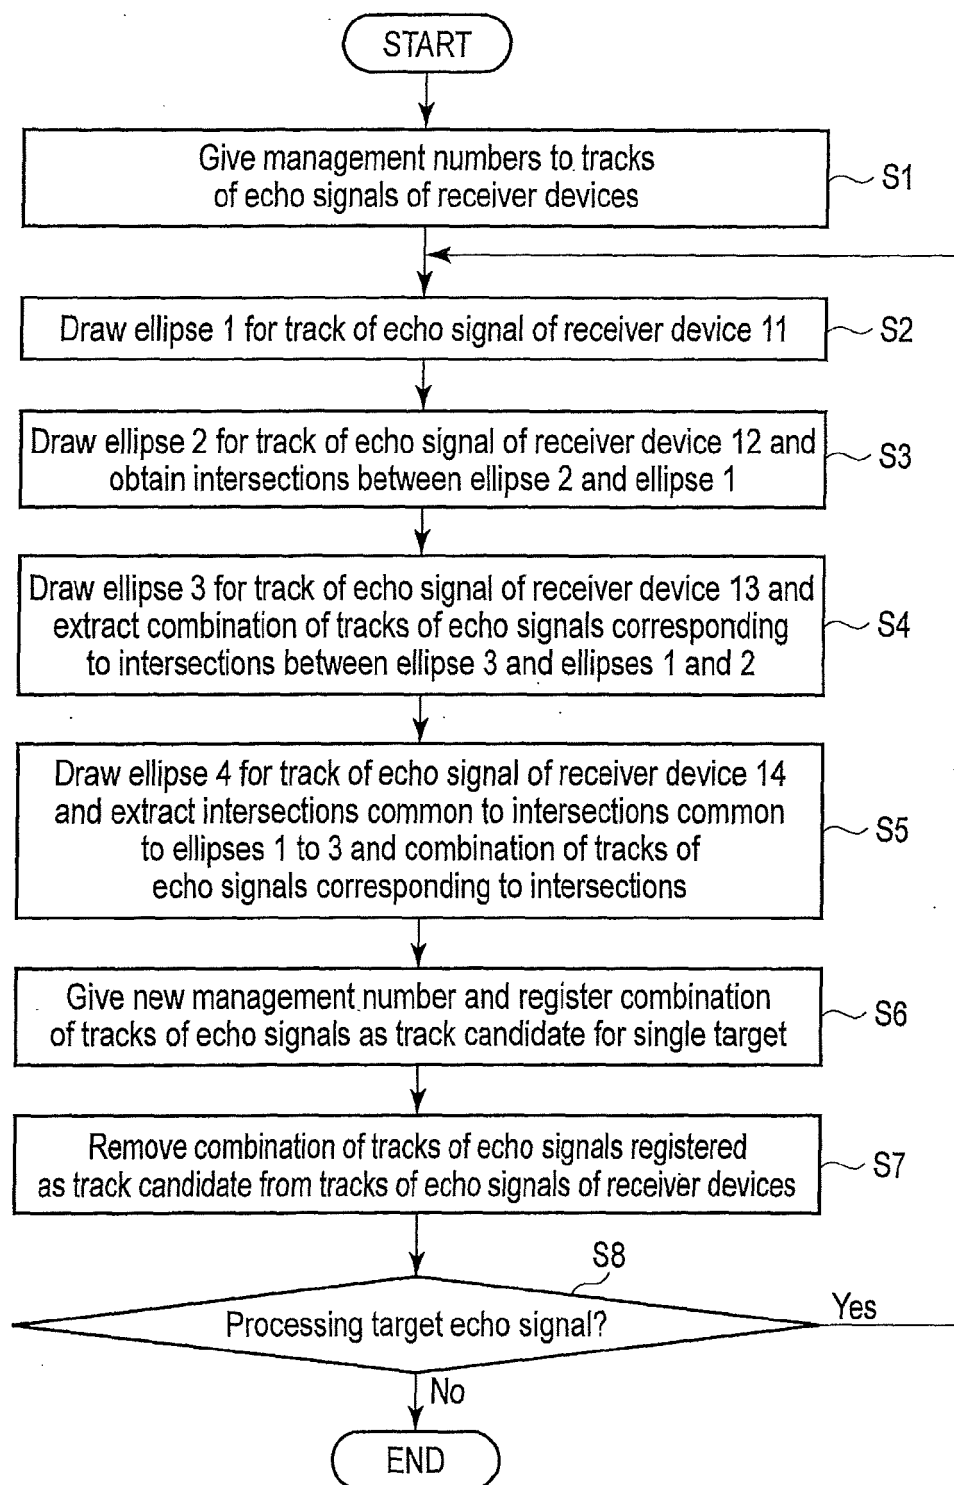 START
Give management numbers to tracks
of echo signals of receiver devices
S1
Draw ellipse 1 for track of echo signal of receiver device 11
S2
Draw ellipse 2 for track of echo signal of receiver device 12 and
obtain intersections between ellipse 2 and ellipse 1
S3
Draw ellipse 3 for track of echo signal of receiver device 13 and
extract combination of tracks of echo signals corresponding
to intersections between ellipse 3 and ellipses 1 and 2
S4
Draw ellipse 4 for track of echo signal of receiver device 14
and extract intersections common to intersections common
to ellipses 1 to 3 and combination of tracks of
echo signals corresponding to intersections
S5
Give new management number and register combination
of tracks of echo signals as track candidate for single target
S6
Remove combination of tracks of echo signals registered
as track candidate from tracks of echo signals of receiver devices
S7
S8
Processing target echo signal?
Yes
No
END